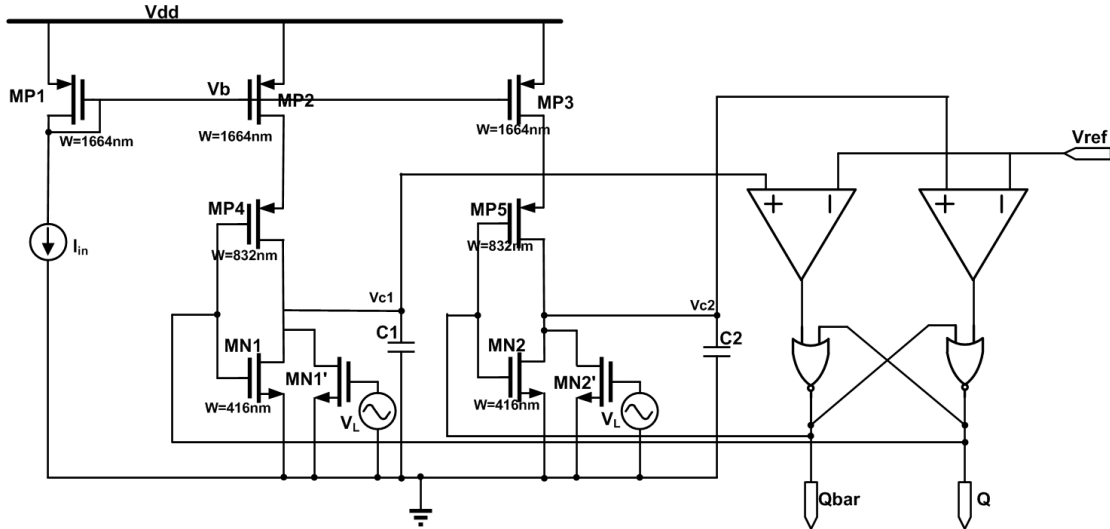 Vdd
MP1
Vb
MP2
MP3
W=1664nm
W=1664nm
W=1664nm
Vref
MP4
MP5
+
I
+
I
Iin
W=832nm
W=832nm
Vc1
Vc2
C1
C2
MN1
MN2
MN1'
MN2'
W=416nm
W=416nm
VL
VL
Qbar
Q